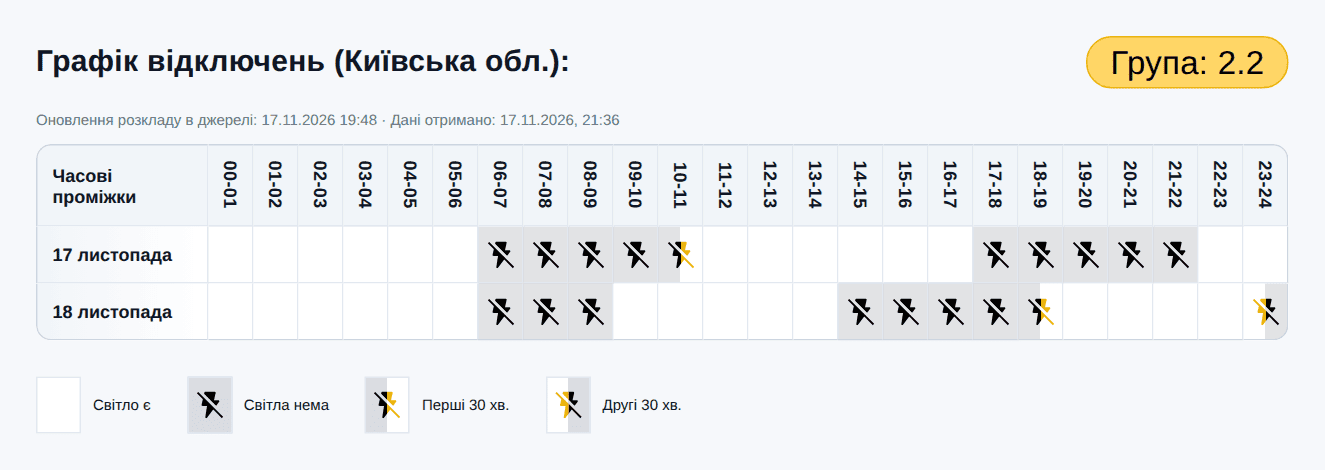 Графік відключень (Київська обл.):
Група: 2.2
Оновлення розкладу в джерелі: 17.11.2026 19:48 · Дані отримано: 17.11.2026, 21:36
Часові
проміжки
00-01 01-02 02-03 03-04 04-05 05-06 06-07 07-08 08-09 09-10 10-11 11-12 12-13 13-14 14-15 15-16 16-17 17-18 18-19 19-20 20-21 21-22 22-23 23-24
17 листопада
18 листопада
Світло є Світла нема Перші 30 хв. Другі 30 хв.